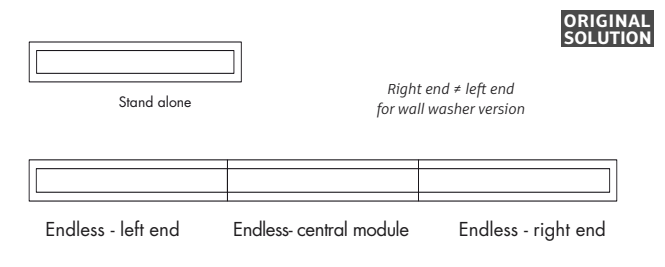 ORIGINAL
SOLUTION
Stand alone
Right end ≠ left end
for wall washer version
Endless - left end
Endless- central module
Endless - right end